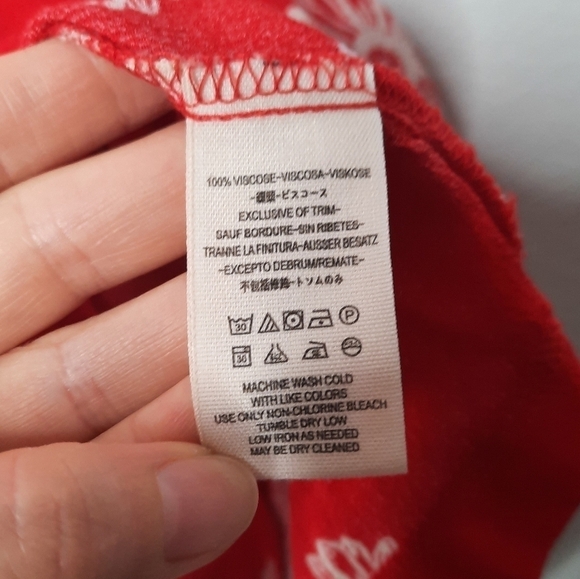 100% VISCOSE-VISCOSA-VISKOSE
-ビスコース
EXCLUSIVE OF TRIM-
SAUF BORDURE-SIN RIBETES-
TRANNE LA FINITURA-AUSSER BESATZ
-EXCEPTO DEBRUM/REMATE-
不包括修飾-トリムのみ
30 P
30
MACHINE WASH COLD
WITH LIKE COLORS
USE ONLY NON-CHLORINE BLEACH
TUMBLE DRY LOW
LOW IRON AS NEEDED
MAY BE DRY CLEANED